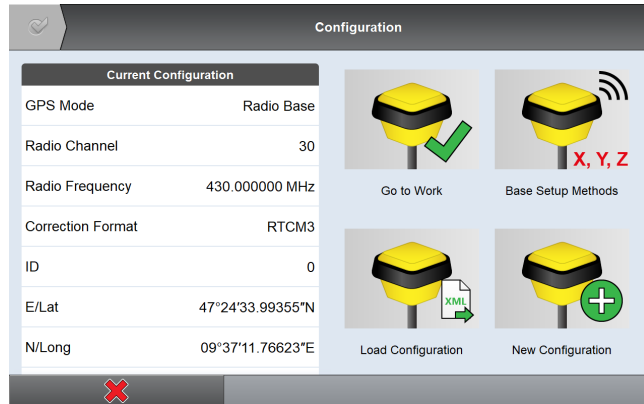 Configuration
Current Configuration
GPS Mode Radio Base
Radio Channel 30
Radio Frequency 430.000000 MHz
Correction Format RTCM3
ID 0
E/Lat 47°24'33.99355"N
N/Long 09°37'11.76623"E
X, Y, Z
Go to Work Base Setup Methods
XML
Load Configuration New Configuration